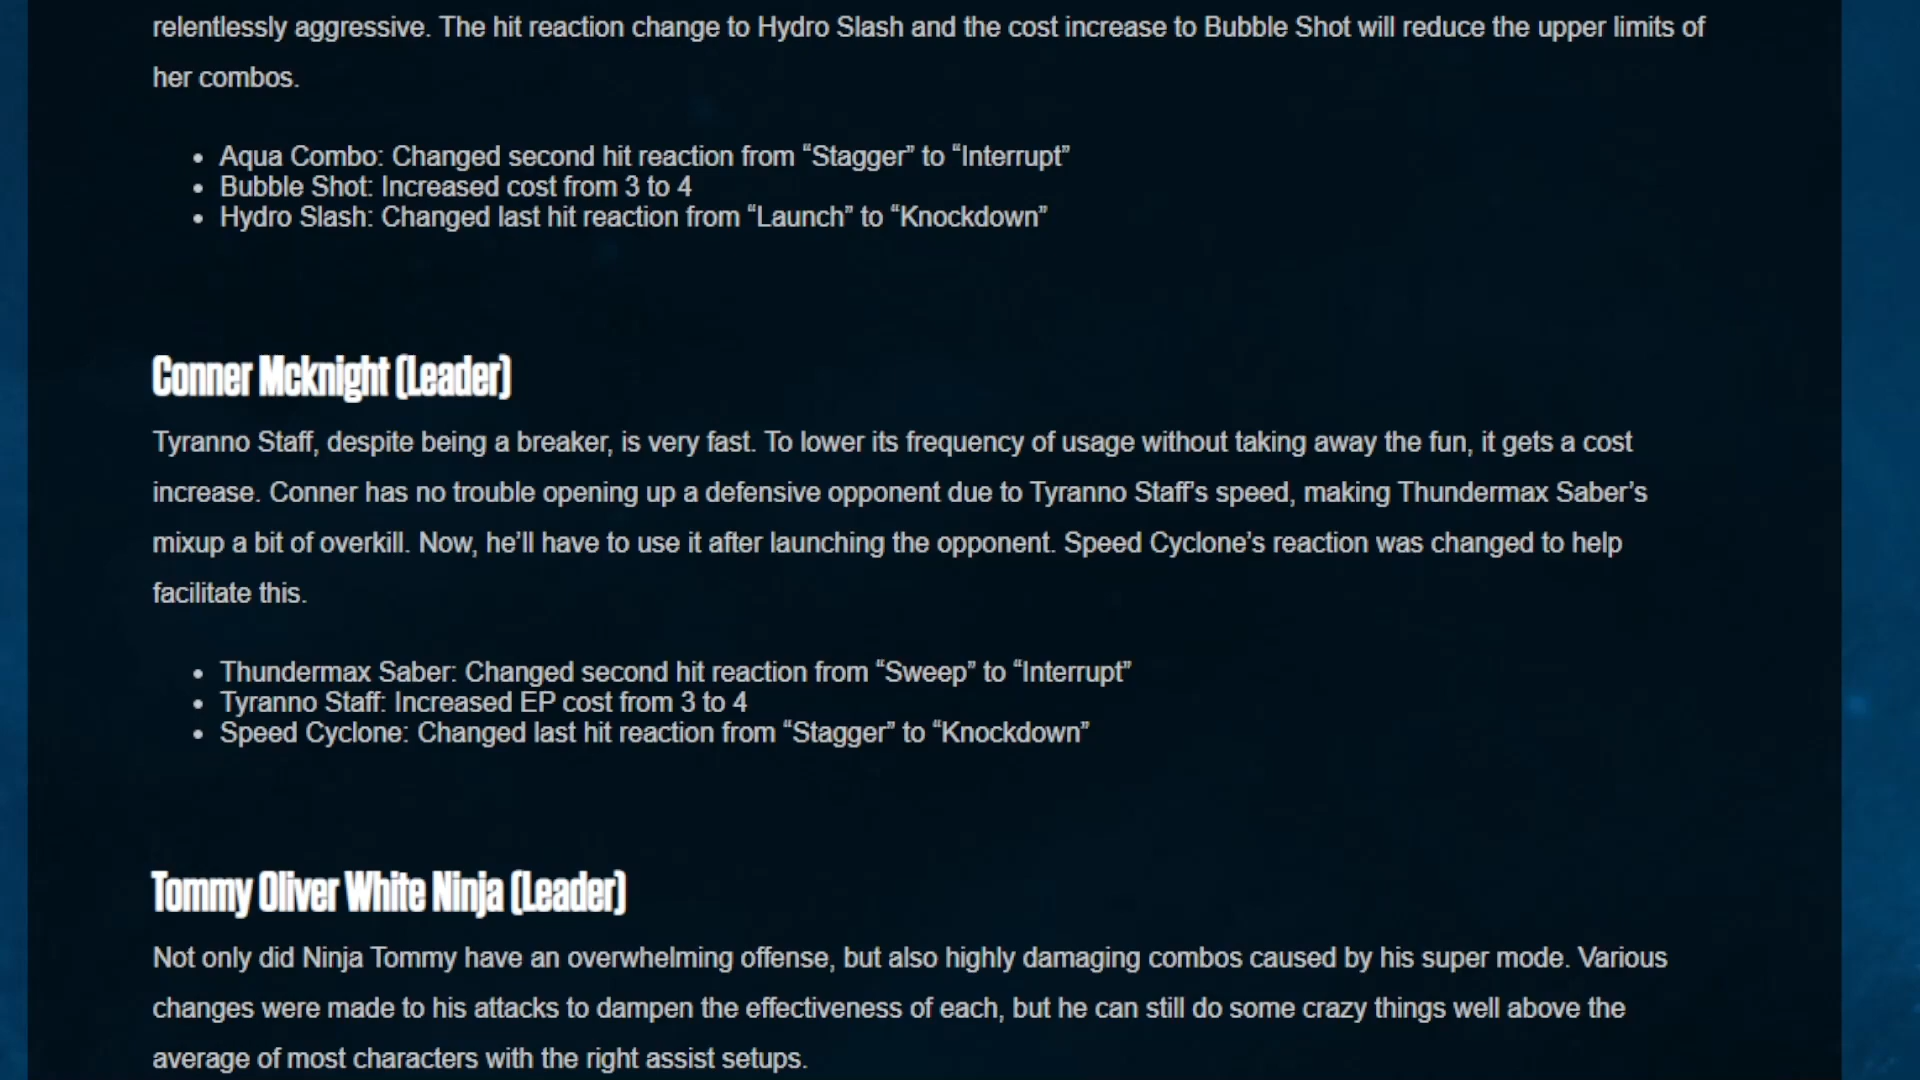 relentlessly aggressive. The hit reaction change to Hydro Slash and the cost increase to Bubble Shot will reduce the upper limits of
her combos.
• Aqua Combo: Changed second hit reaction from “Stagger” to “Interrupt”
• Bubble Shot: Increased cost from 3 to 4
• Hydro Slash: Changed last hit reaction from “Launch” to “Knockdown”
Conner Mcknight (Leader)
Tyranno Staff, despite being a breaker, is very fast. To lower its frequency of usage without taking away the fun, it gets a cost
increase. Conner has no trouble opening up a defensive opponent due to Tyranno Staff’s speed, making Thundermax Saber’s
mixup a bit of overkill. Now, he’ll have to use it after launching the opponent. Speed Cyclone’s reaction was changed to help
facilitate this.
• Thundermax Saber: Changed second hit reaction from “Sweep” to “Interrupt”
• Tyranno Staff: Increased EP cost from 3 to 4
• Speed Cyclone: Changed last hit reaction from “Stagger” to “Knockdown”
Tommy Oliver White Ninja (Leader)
Not only did Ninja Tommy have an overwhelming offense, but also highly damaging combos caused by his super mode. Various
changes were made to his attacks to dampen the effectiveness of each, but he can still do some crazy things well above the
average of most characters with the right assist setups.